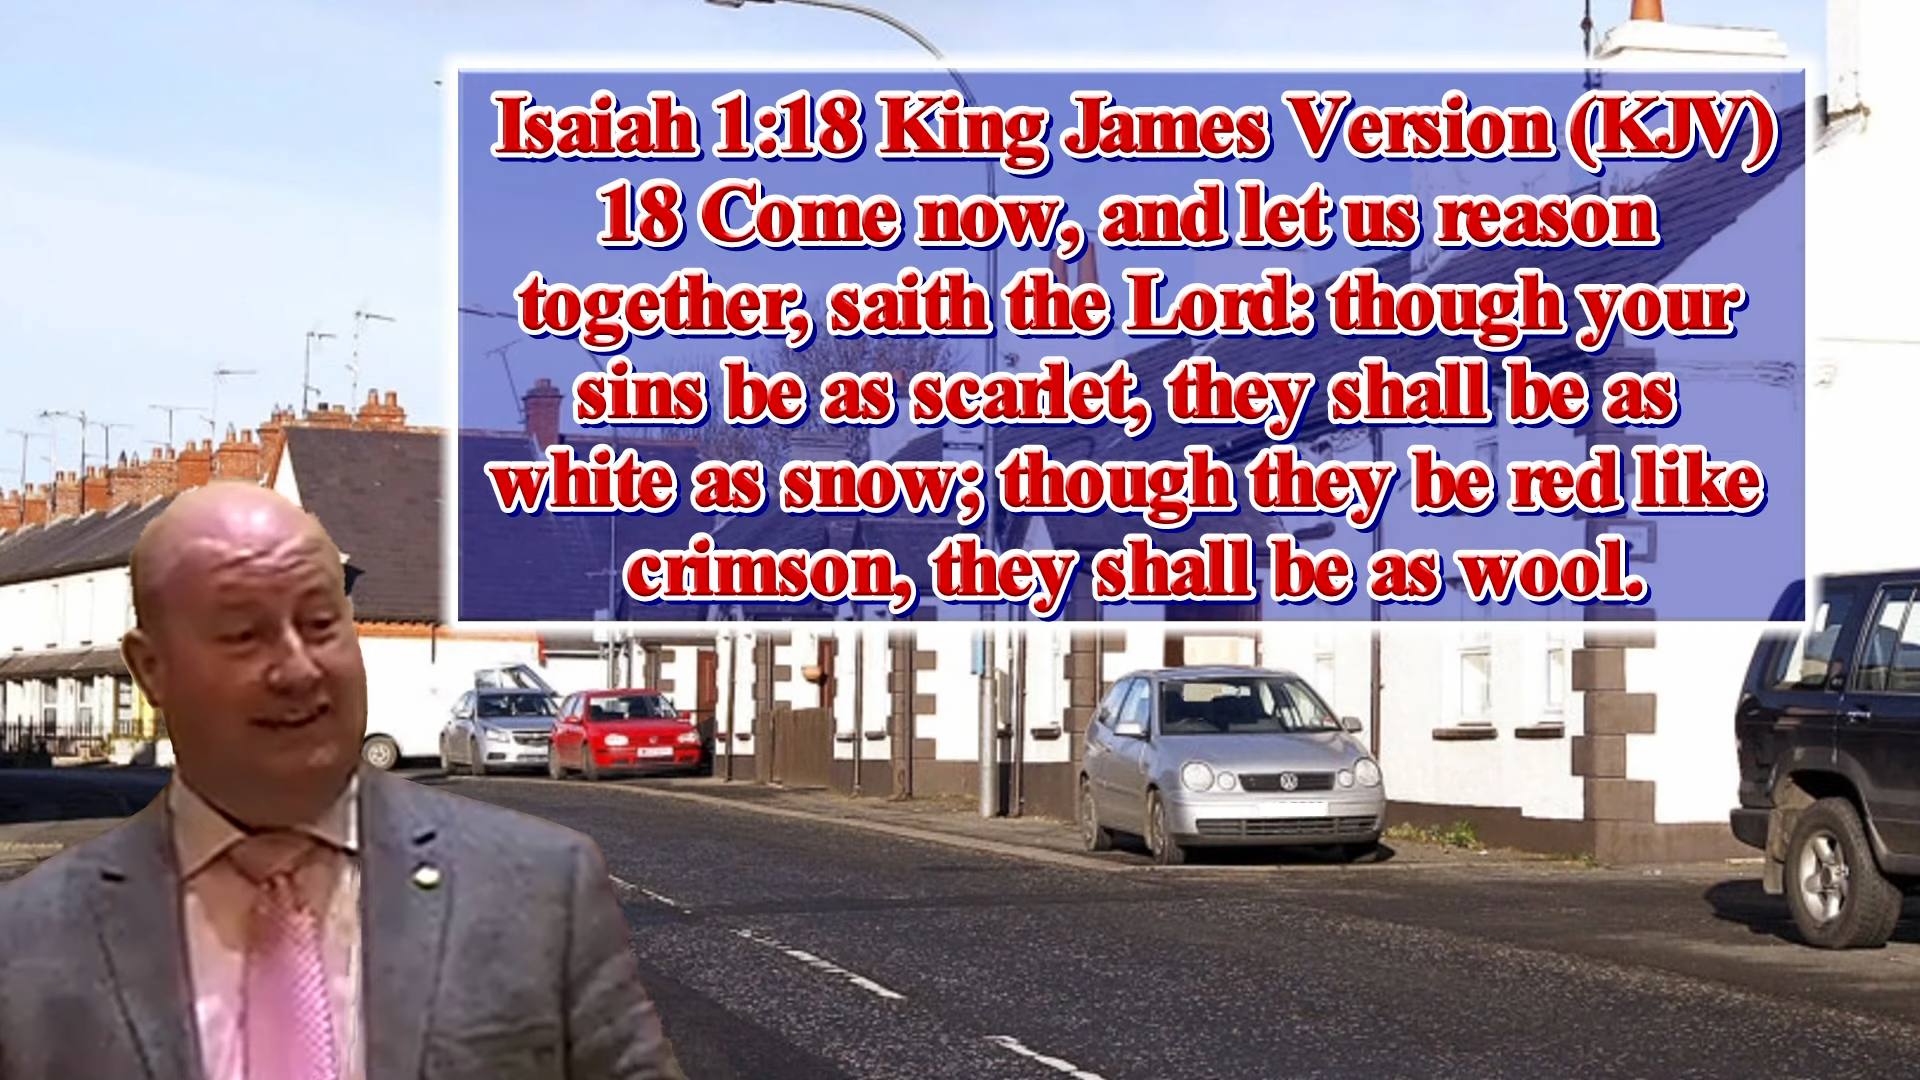 Isaiah 1:18 King James Version (KJV)
18 Come now, and let us reason
together, saith the Lord: though your
sins be as scarlet, they shall be as
white as snow; though they be red like
crimson, they shall be as wool.